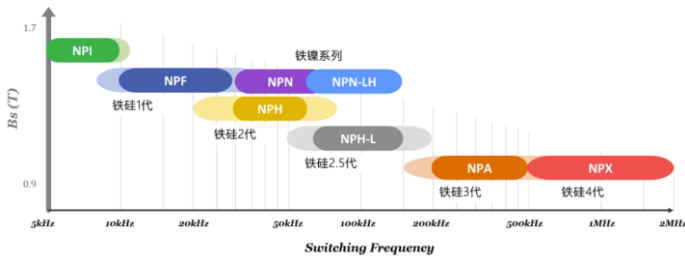 1.7
NPI
铁镍系列
NPF
NPN
NPN-LH
铁硅1代
NPH
铁硅2代
NPH-L
铁硅2.5代
NPA
NPX
铁硅3代
铁硅4代
Bs (T)
0.9
5kHz 10kHz 20kHz 50kHz 100kHz 200kHz 500kHz 1MHz 2MHz
Switching Frequency